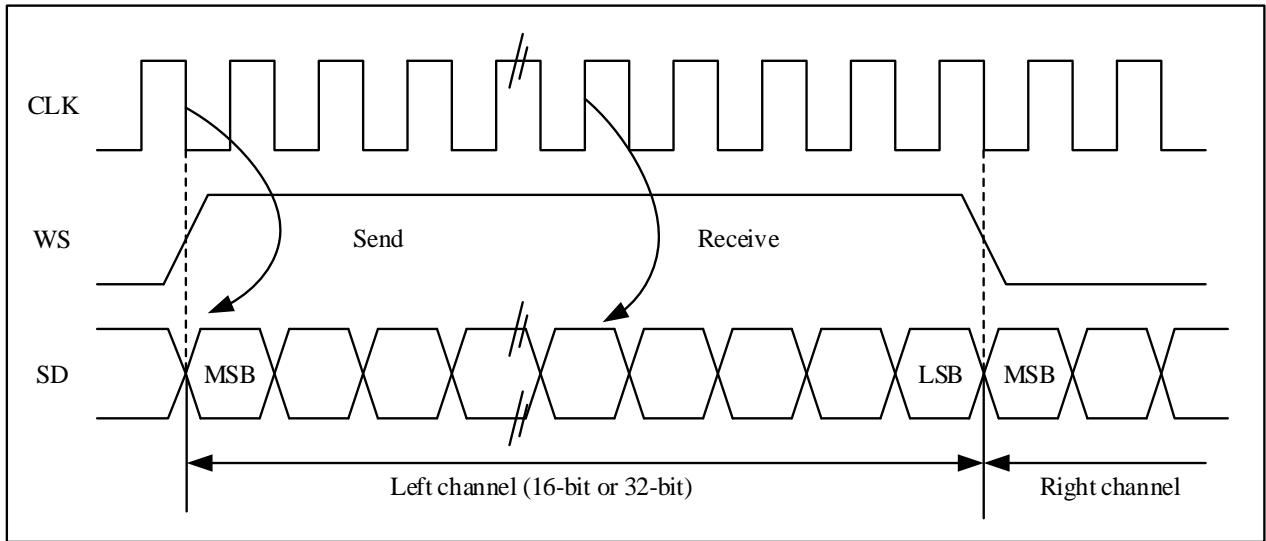 CLK
WS
Send
Receive
SD
MSB
LSB
MSB
Left channel (16-bit or 32-bit)
Right channel